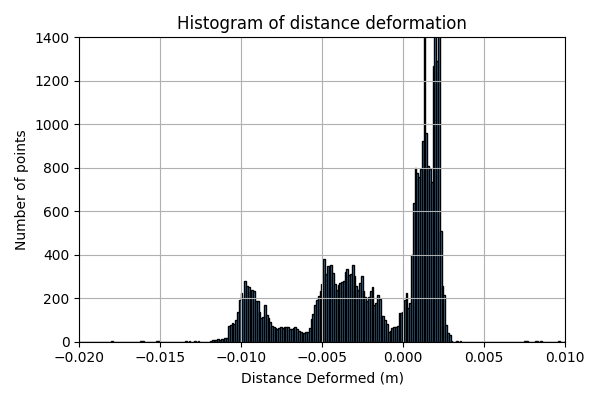 Histogram of distance deformation
1400
1200
1000
800
600
400
200
0
Number of points
−0.020 −0.015 −0.010 −0.005 0.000 0.005 0.010
Distance Deformed (m)